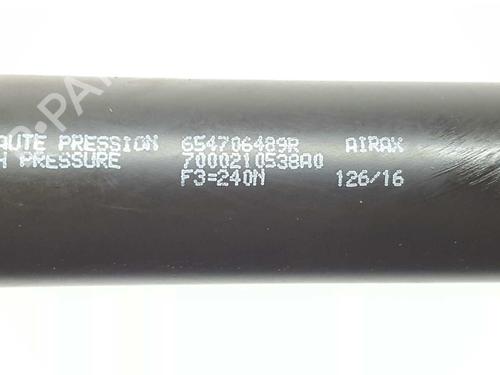 AUTE PRESSION 654706489R AIRAX
H PRESSURE 7000210538A0
F3=240N 126/16